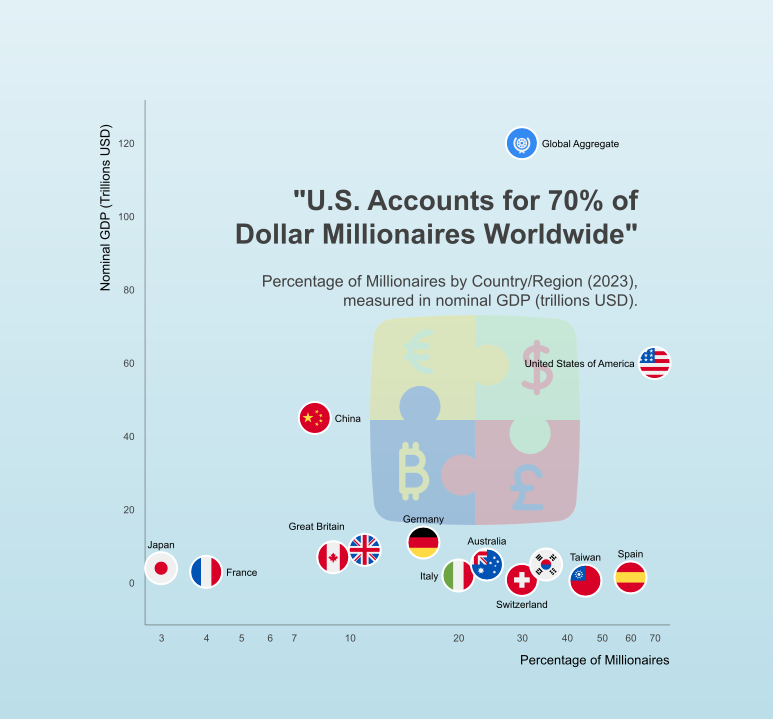 Nominal GDP (Trillions USD)
120
100
80
60
40
20
0
Global Aggregate
"U.S. Accounts for 70% of
Dollar Millionaires Worldwide"
Percentage of Millionaires by Country/Region (2023),
measured in nominal GDP (trillions USD).
€
$
United States of America
China
₿
£
Germany
Great Britain
Australia
Japan
Taiwan
Spain
France
Italy
Switzerland
3 4 5 6 7 10 20 30 40 50 60 70
Percentage of Millionaires